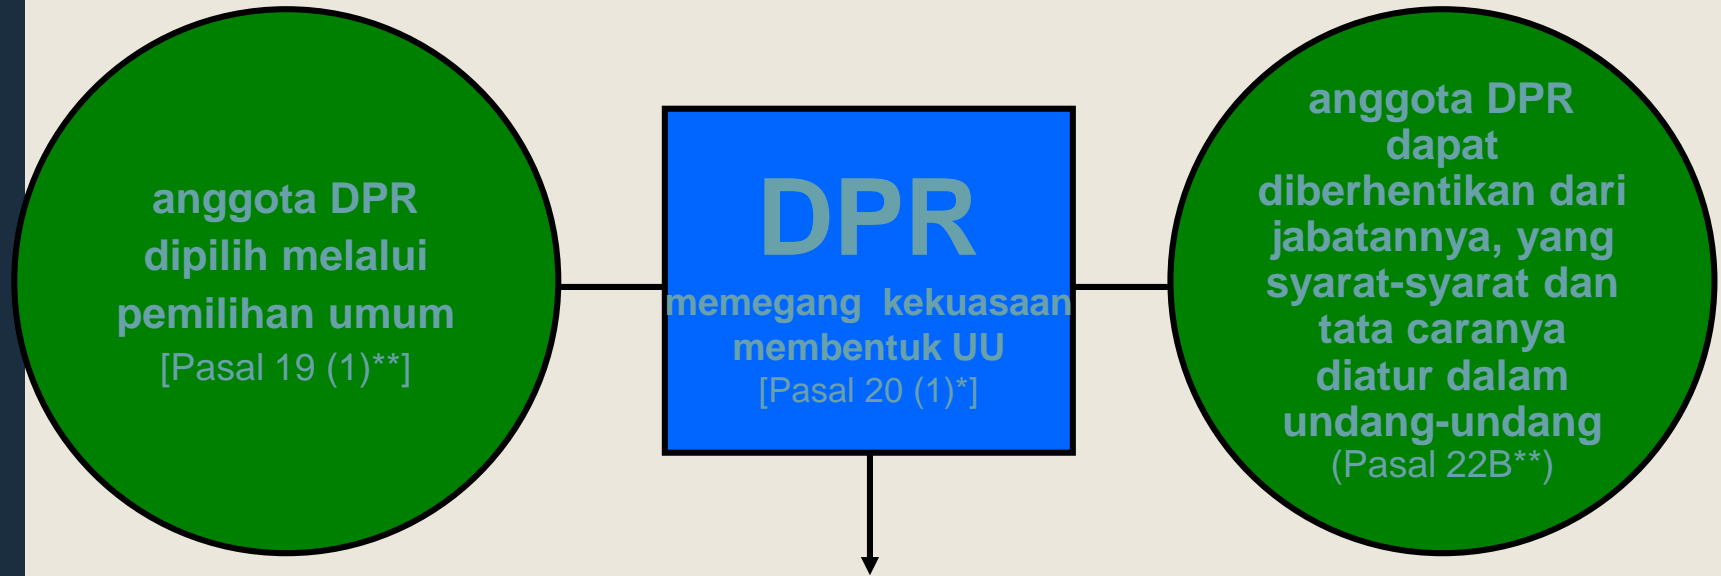 anggota DPR
dipilih melalui
pemilihan umum
[Pasal 19 (1)**]
DPR
memegang kekuasaan
membentuk UU
[Pasal 20 (1)*]
anggota DPR
dapat
diberhentikan dari
jabatannya, yang
syarat-syarat dan
tata caranya
diatur dalam
undang-undang
(Pasal 22B**)